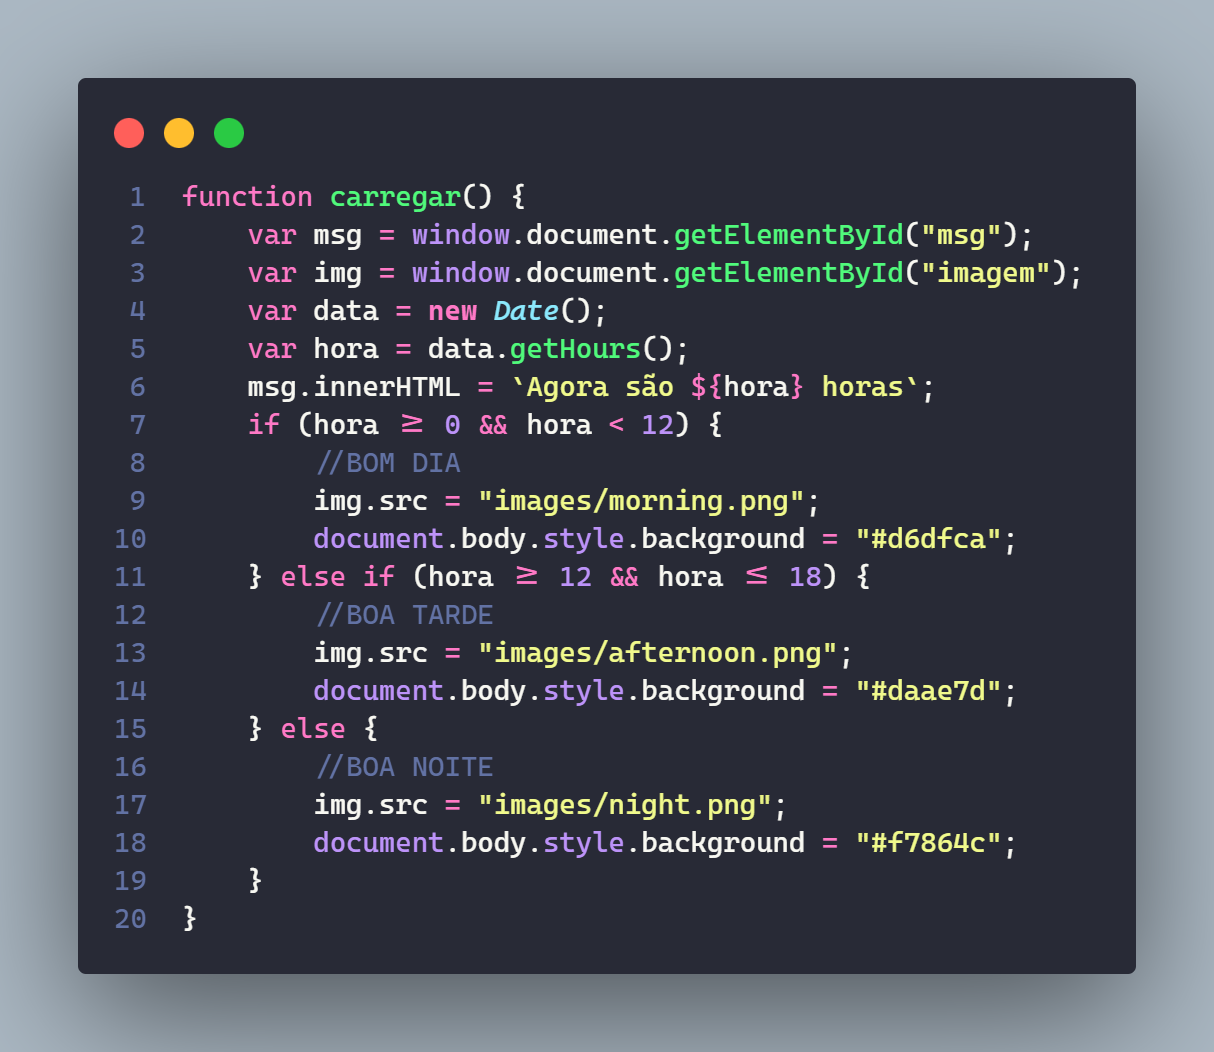 1 function carregar() {
2     var msg = window.document.getElementById("msg");
3     var img = window.document.getElementById("imagem");
4     var data = new Date();
5     var hora = data.getHours();
6     msg.innerHTML = `Agora são ${hora} horas`;
7     if (hora ≥ 0 && hora < 12) {
8         //BOM DIA
9         img.src = "images/morning.png";
10         document.body.style.background = "#d6dfca";
11     } else if (hora ≥ 12 && hora ≤ 18) {
12         //BOA TARDE
13         img.src = "images/afternoon.png";
14         document.body.style.background = "#daae7d";
15     } else {
16         //BOA NOITE
17         img.src = "images/night.png";
18         document.body.style.background = "#f7864c";
19     }
20 }